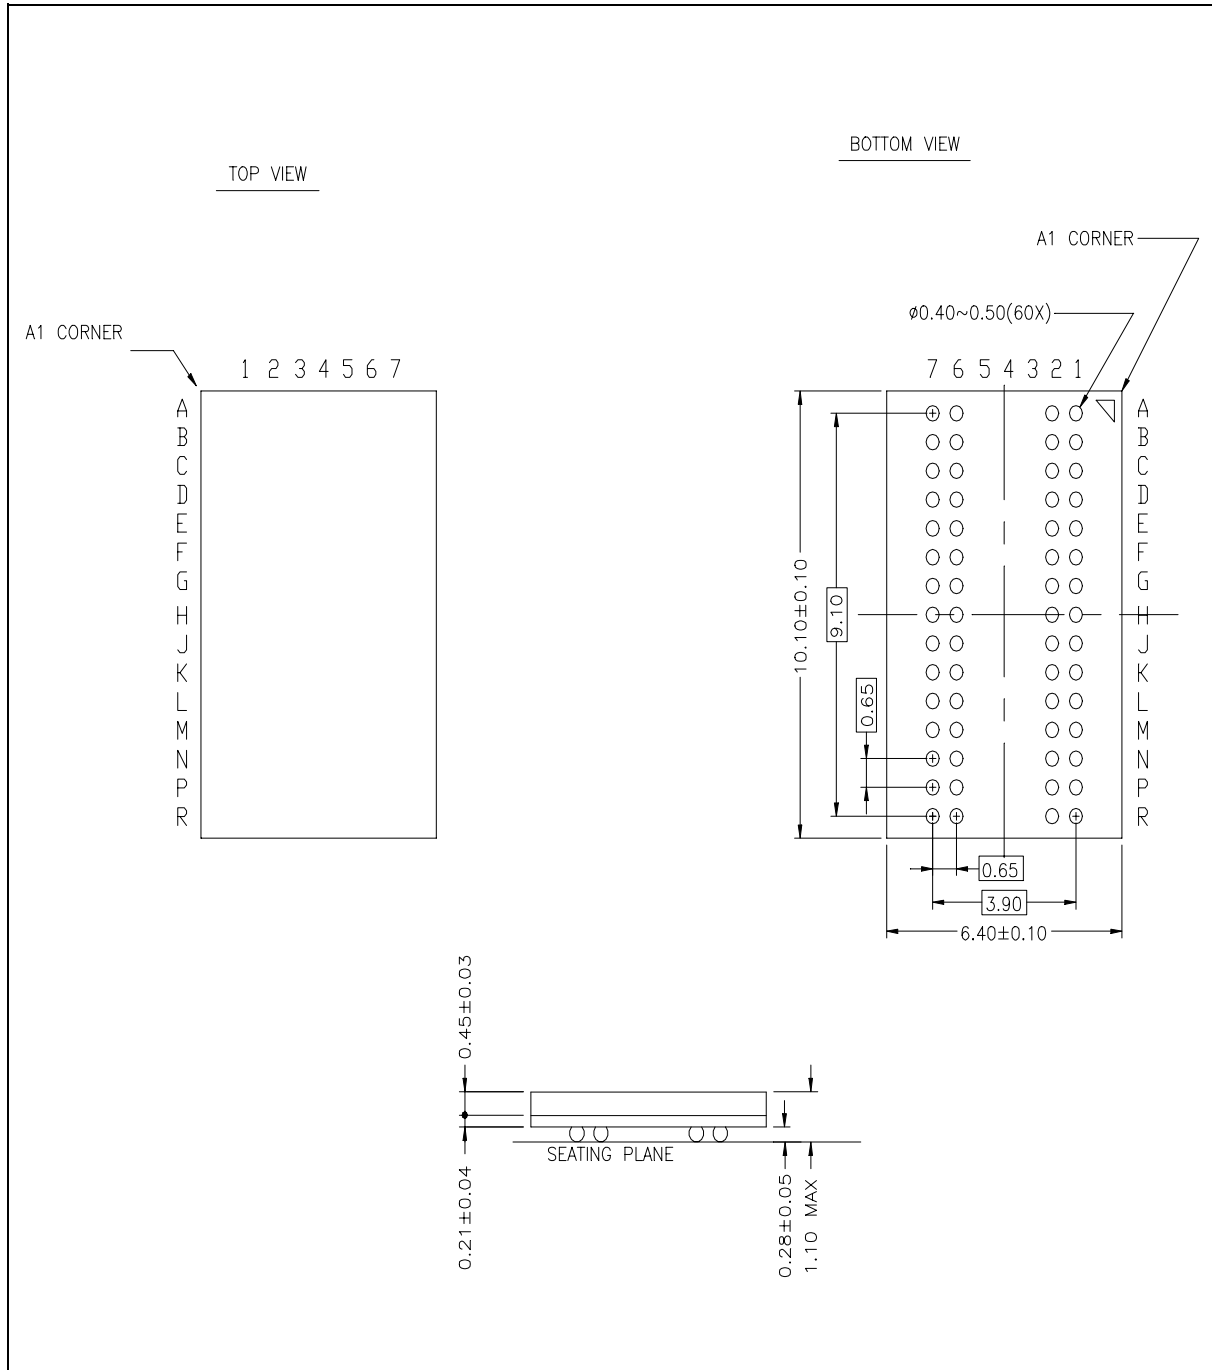 BOTTOM VIEW
TOP VIEW
A1 CORNER
ø0.40~0.50(60X)
A1 CORNER
1 2 3 4 5 6 7
7 6 5 4 3 2 1
A
B
C
D
E
F
G
H
J
K
L
M
N
P
R
10.10±0.10
9.10
0.65
A
B
C
D
E
F
G
H
J
K
L
M
N
P
R
0.65
3.90
6.40±0.10
0.45±0.03
0.21±0.04
SEATING PLANE
0.28±0.05
1.10 MAX